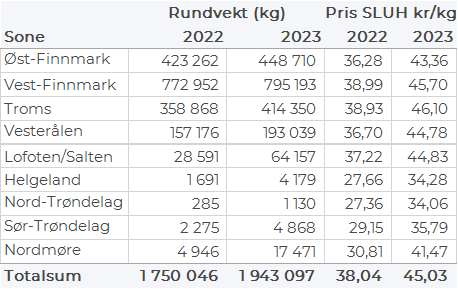 Rundvekt (kg) Pris SLUH kr/kg
Sone 2022 2023 2022 2023
Øst-Finnmark 423 262 448 710 36,28 43,36
Vest-Finnmark 772 952 795 193 38,99 45,70
Troms 358 868 414 350 38,93 46,10
Vesterålen 157 176 193 039 36,70 44,78
Lofoten/Salten 28 591 64 157 37,22 44,83
Helgeland 1 691 4 179 27,66 34,28
Nord-Trøndelag 285 1 130 27,36 34,06
Sør-Trøndelag 2 275 4 868 29,15 35,79
Nordmøre 4 946 17 471 30,81 41,47
Totalsum 1 750 046 1 943 097 38,04 45,03